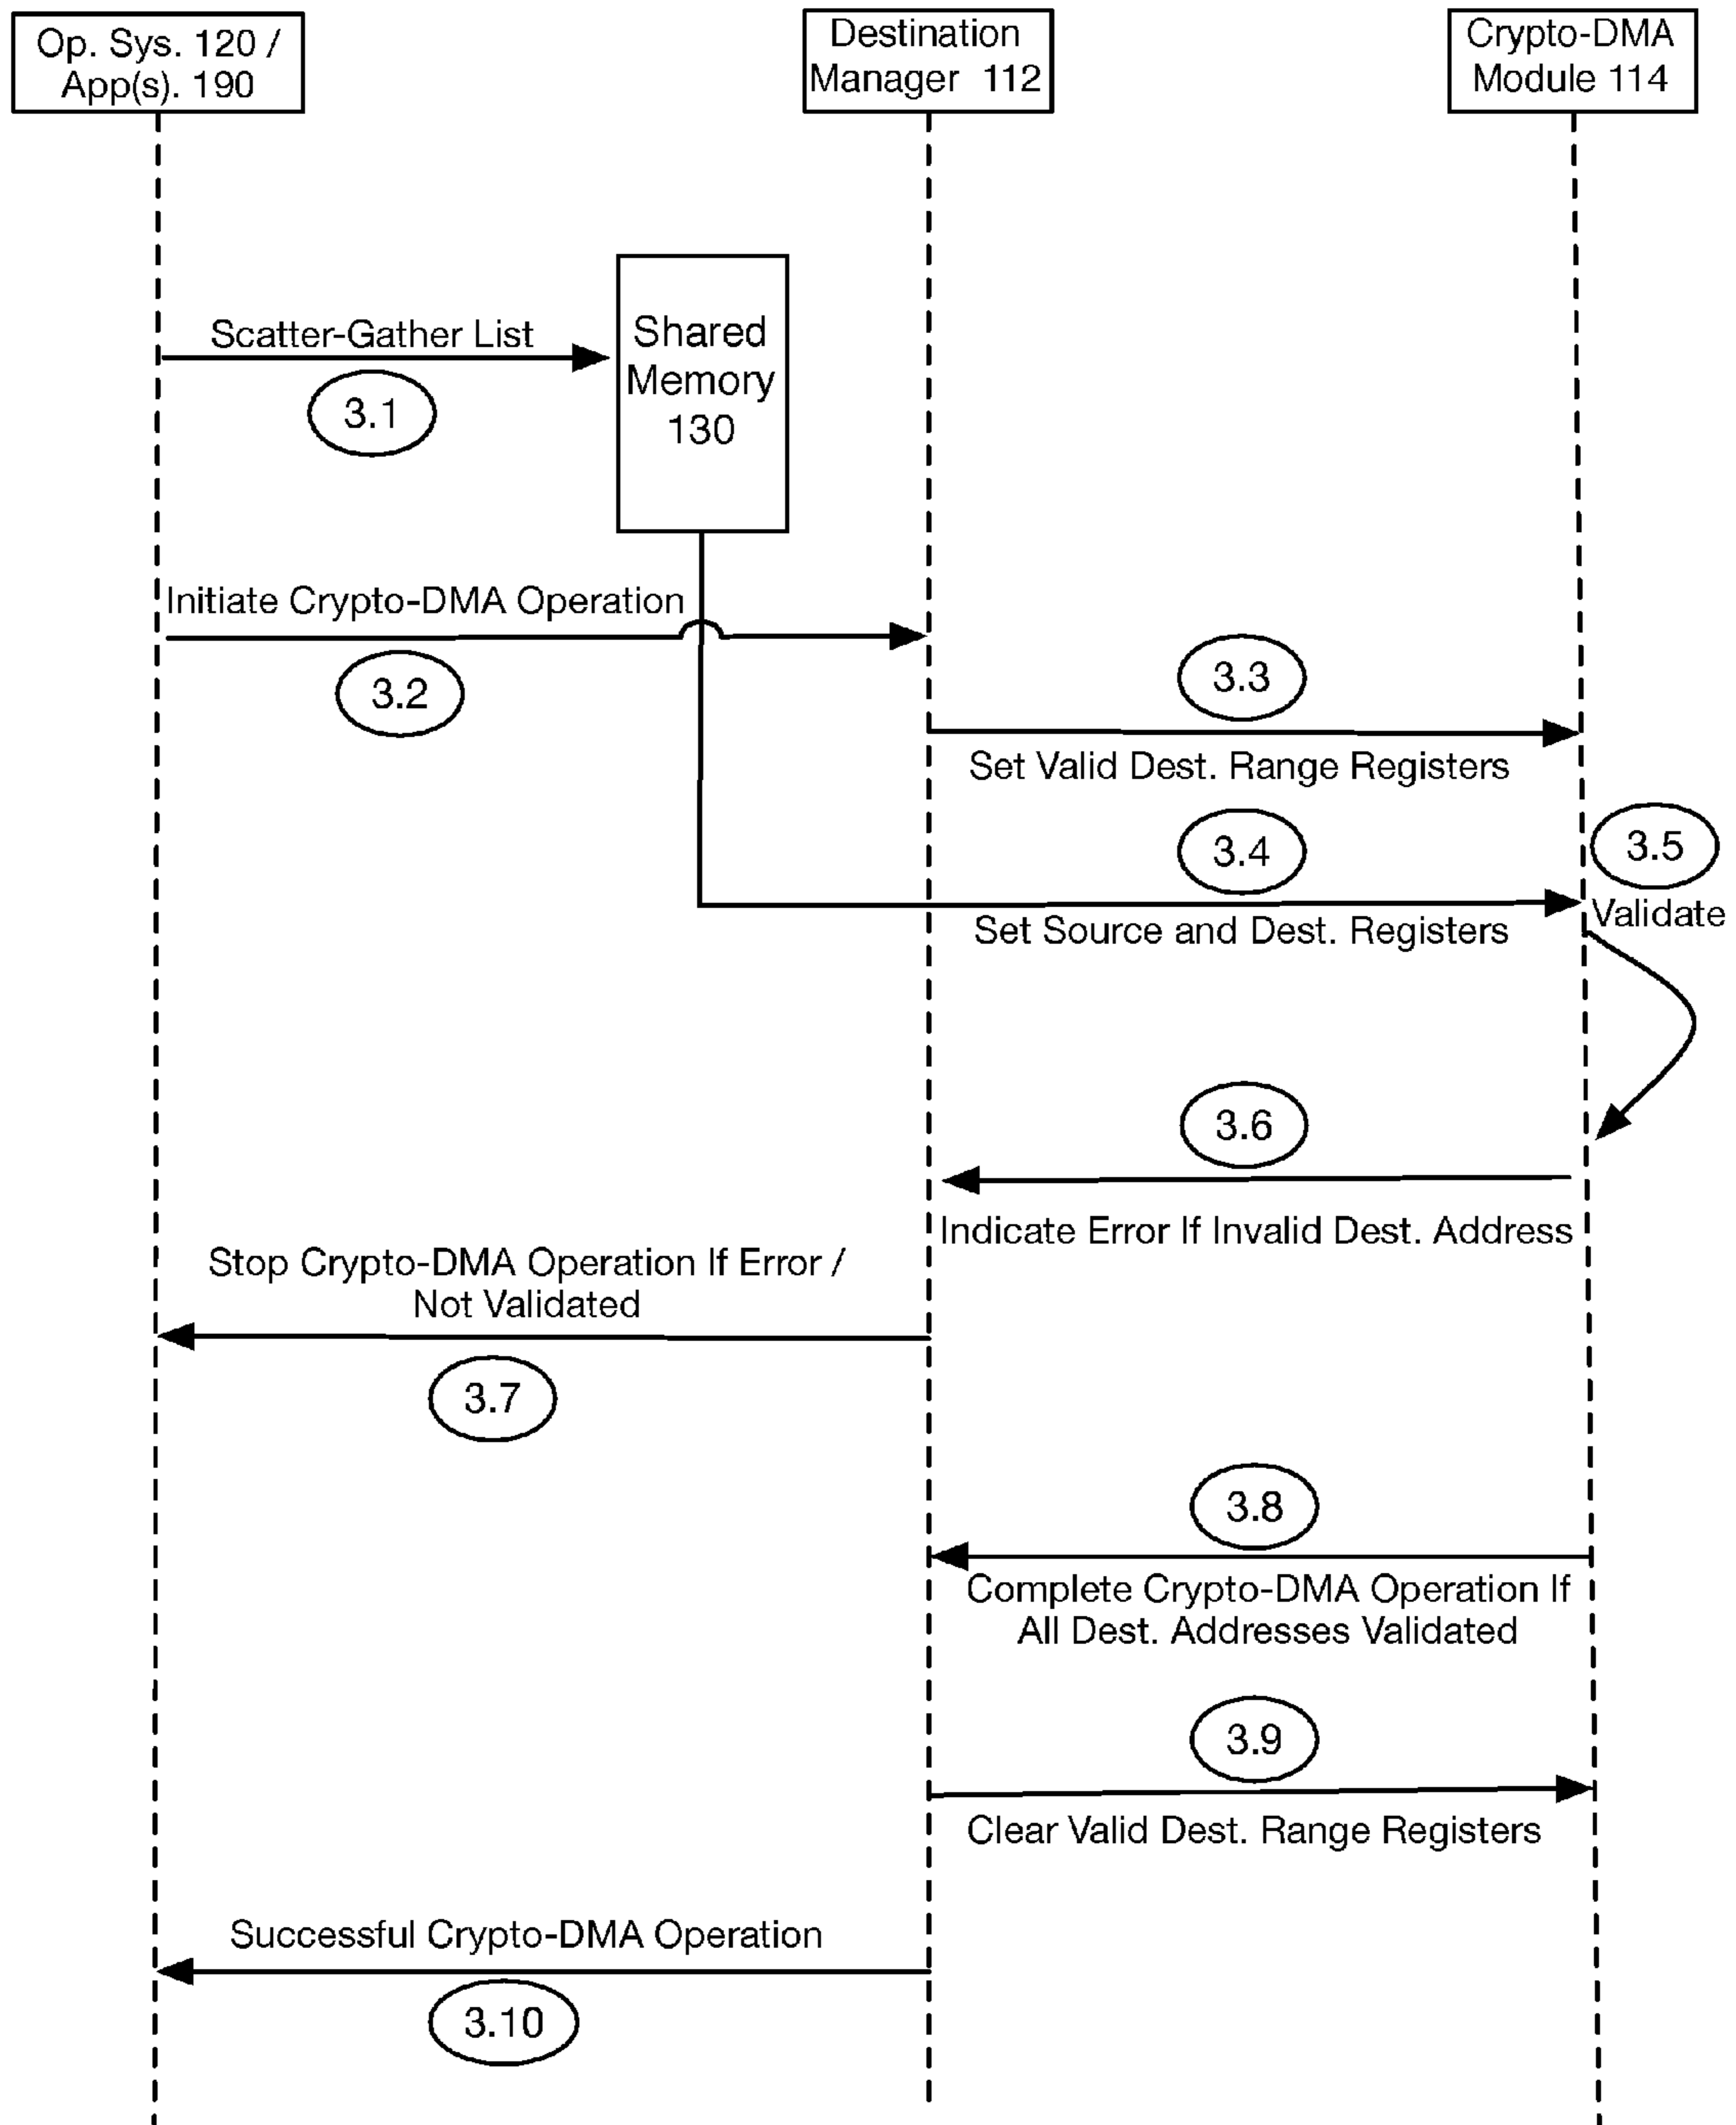 Op. Sys. 120 /
App(s). 190
Destination
Manager 112
Crypto-DMA
Module 114
Scatter-Gather List
3.1
Shared
Memory
130
Initiate Crypto-DMA Operation
3.2
3.3
Set Valid Dest. Range Registers
3.4
Set Source and Dest. Registers
3.5
Validate
3.6
Indicate Error If Invalid Dest. Address
Stop Crypto-DMA Operation If Error /
Not Validated
3.7
3.8
Complete Crypto-DMA Operation If
All Dest. Addresses Validated
3.9
Clear Valid Dest. Range Registers
Successful Crypto-DMA Operation
3.10